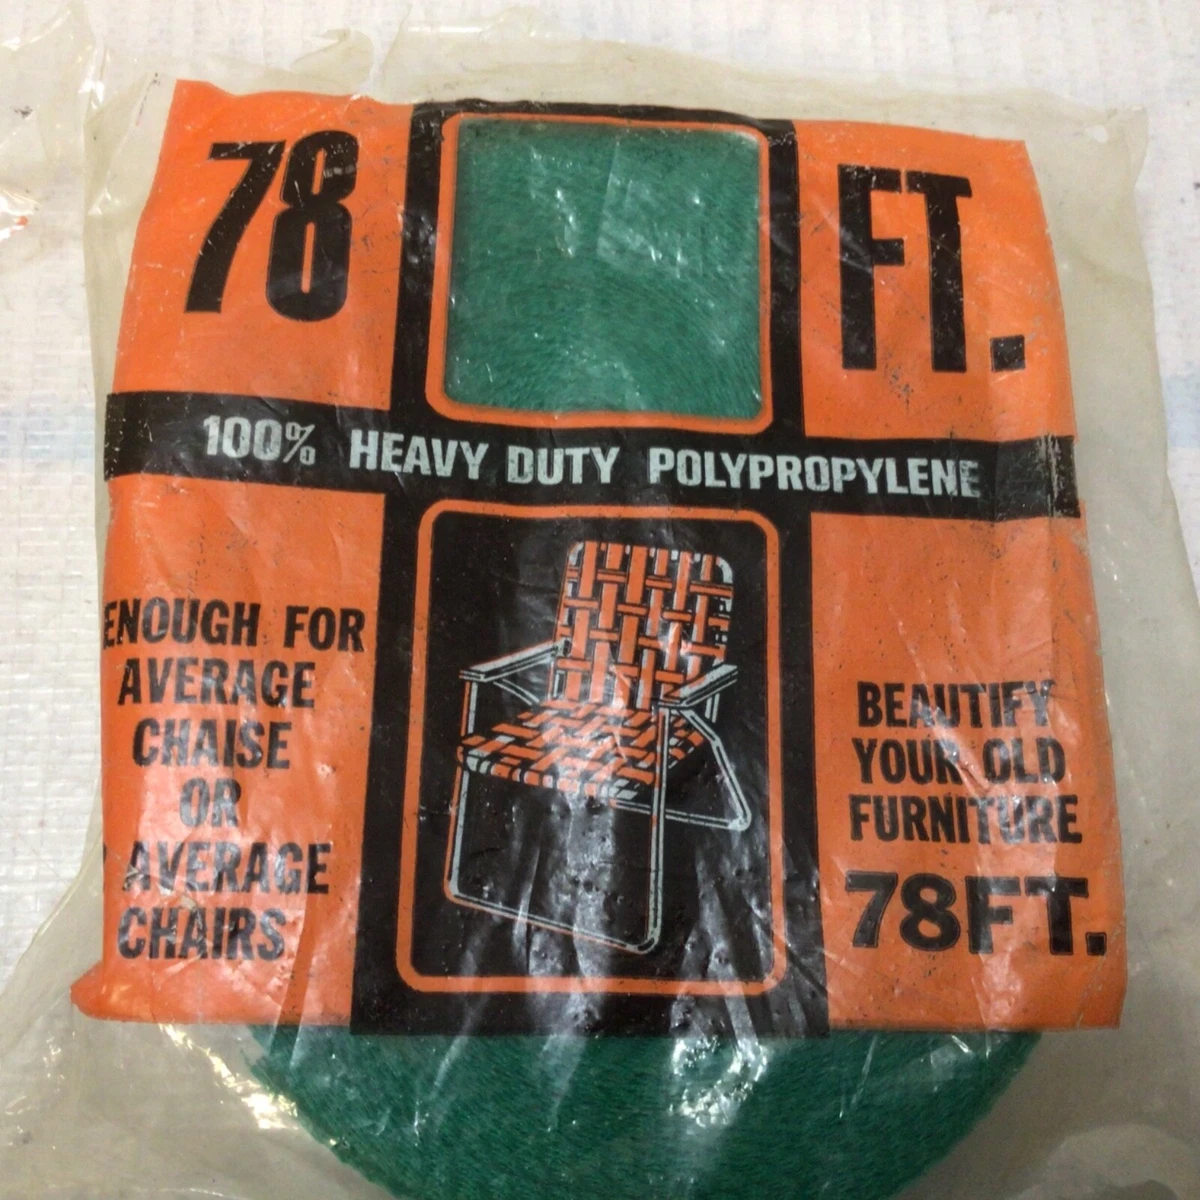 78 FT.
100% HEAVY DUTY POLYPROPYLENE
ENOUGH FOR
AVERAGE
CHAISE
OR
AVERAGE
CHAIRS
BEAUTIFY
YOUR OLD
FURNITURE
78FT.